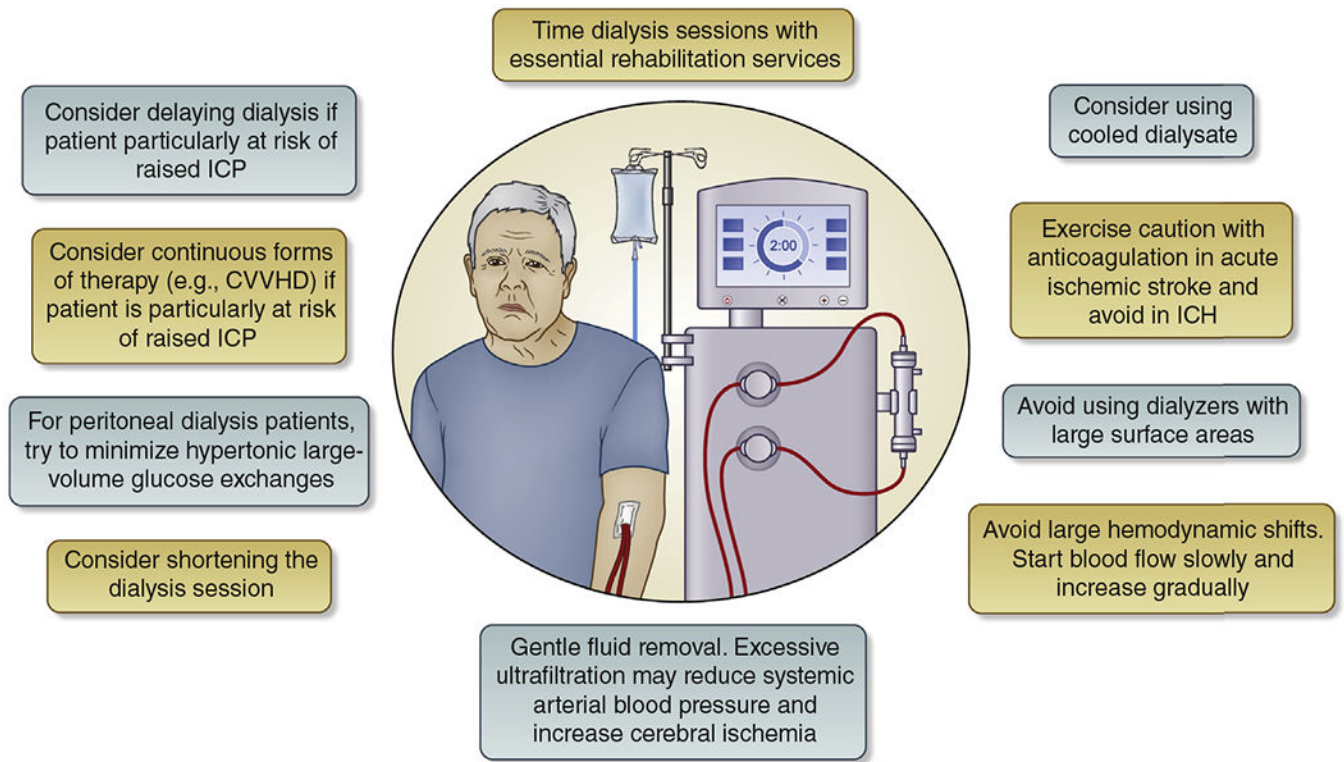 Time dialysis sessions with
essential rehabilitation services
Consider delaying dialysis if
patient particularly at risk of
raised ICP
Consider continuous forms
of therapy (e.g., CVVHD) if
patient is particularly at risk
of raised ICP
For peritoneal dialysis patients,
try to minimize hypertonic large-
volume glucose exchanges
Consider shortening the
dialysis session
2:00
Consider using
cooled dialysate
Exercise caution with
anticoagulation in acute
ischemic stroke and
avoid in ICH
Avoid using dialyzers with
large surface areas
Avoid large hemodynamic shifts.
Start blood flow slowly and
increase gradually
Gentle fluid removal. Excessive
ultrafiltration may reduce systemic
arterial blood pressure and
increase cerebral ischemia